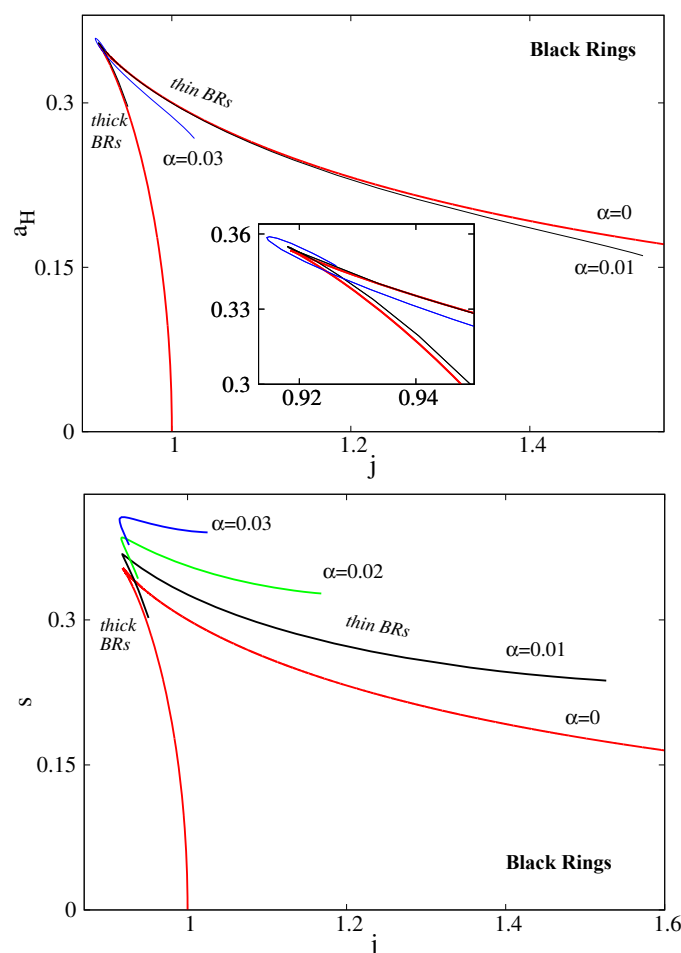 Black Rings
thin BRs
thick
BRs
α=0.03
α=0
α=0.01
a_H
0.3
0.15
0
0.36
0.33
0.3
0.92
0.94
1
1.2
1.4
j
α=0.03
α=0.02
thin BRs
thick
BRs
α=0.01
α=0
s
0.3
0.15
0
Black Rings
1
1.2
1.4
1.6
j